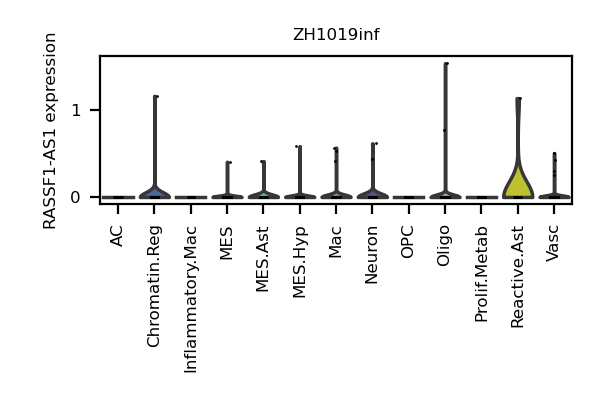 ZH1019inf
RASSF1-AS1 expression
1
0
AC
Chromatin.Reg
Inflammatory.Mac
MES
MES.Ast
MES.Hyp
Mac
Neuron
OPC
Oligo
Prolif.Metab
Reactive.Ast
Vasc